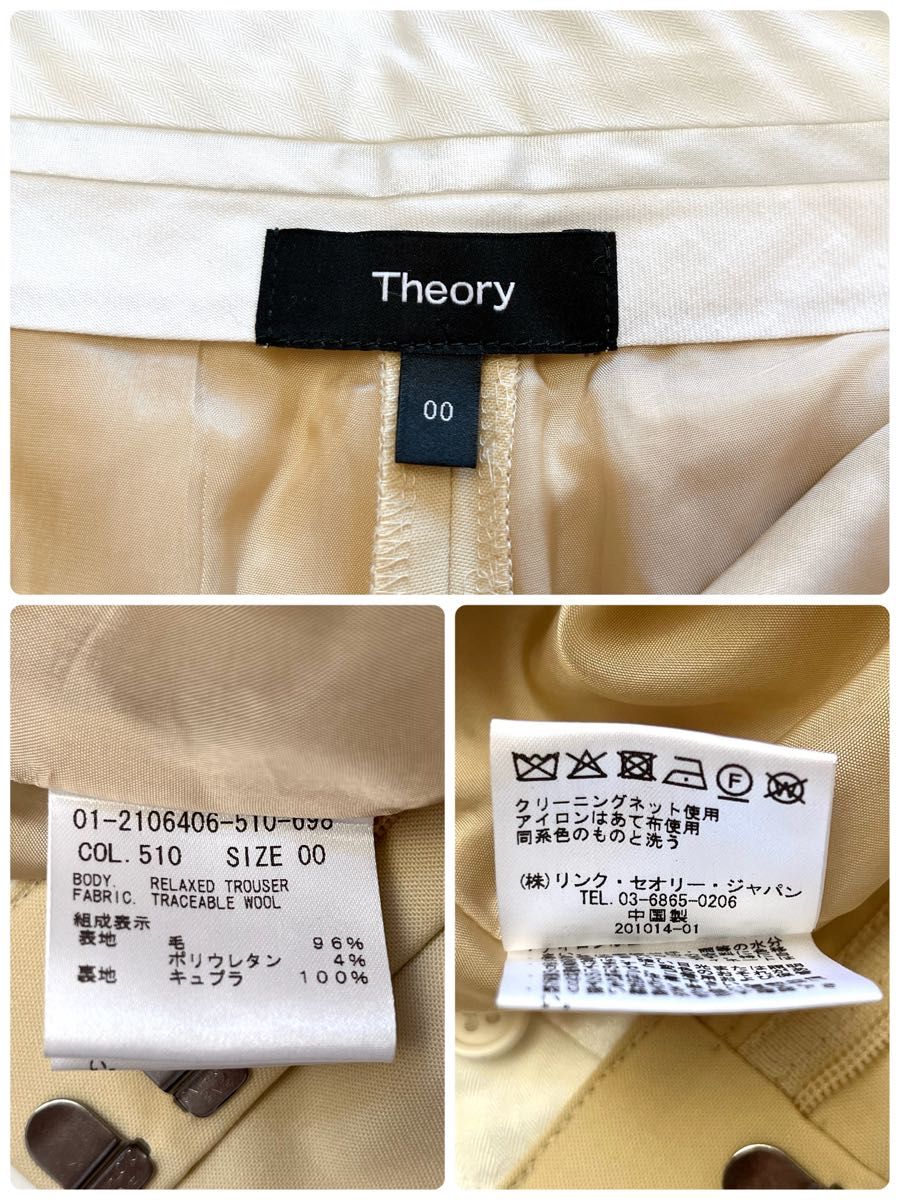 Theory
00
01-2106406-510-698
COL. 510 SIZE 00
BODY. RELAXED TROUSER
FABRIC. TRACEABLE WOOL
組成表示
表地 毛 96%
ポリウレタン 4%
裏地 キュプラ 100%
い。
F
W
クリーニングネット使用
アイロンはあて布使用
同系色のものと洗う
(株)リンク・セオリー・ジャパン
TEL. 03-6865-0206
中国製
201014-01
の水分